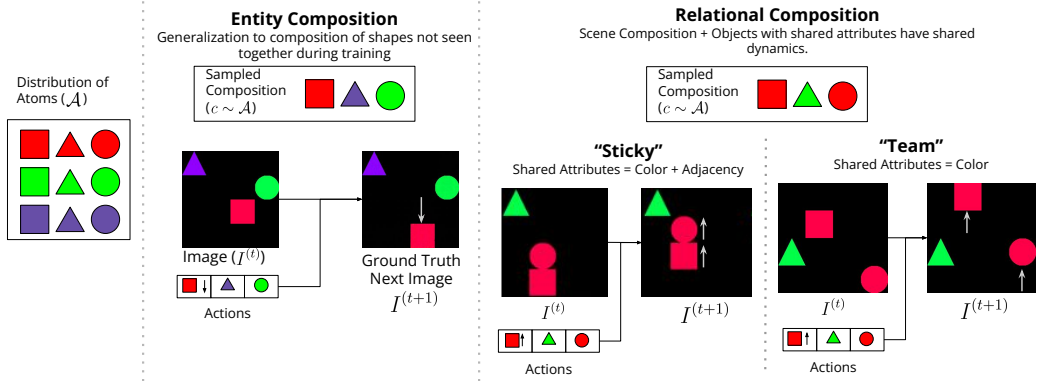 Distribution of
Atoms (𝒜)
Entity Composition
Generalization to composition of shapes not seen
together during training
Sampled
Composition
(c ∼ 𝒜)
Image (I^(t))
Actions
Ground Truth
Next Image
I^(t+1)
Relational Composition
Scene Composition + Objects with shared attributes have shared
dynamics.
Sampled
Composition
(c ∼ 𝒜)
“Sticky”
Shared Attributes = Color + Adjacency
I^(t)
I^(t+1)
Actions
“Team”
Shared Attributes = Color
I^(t)
I^(t+1)
Actions